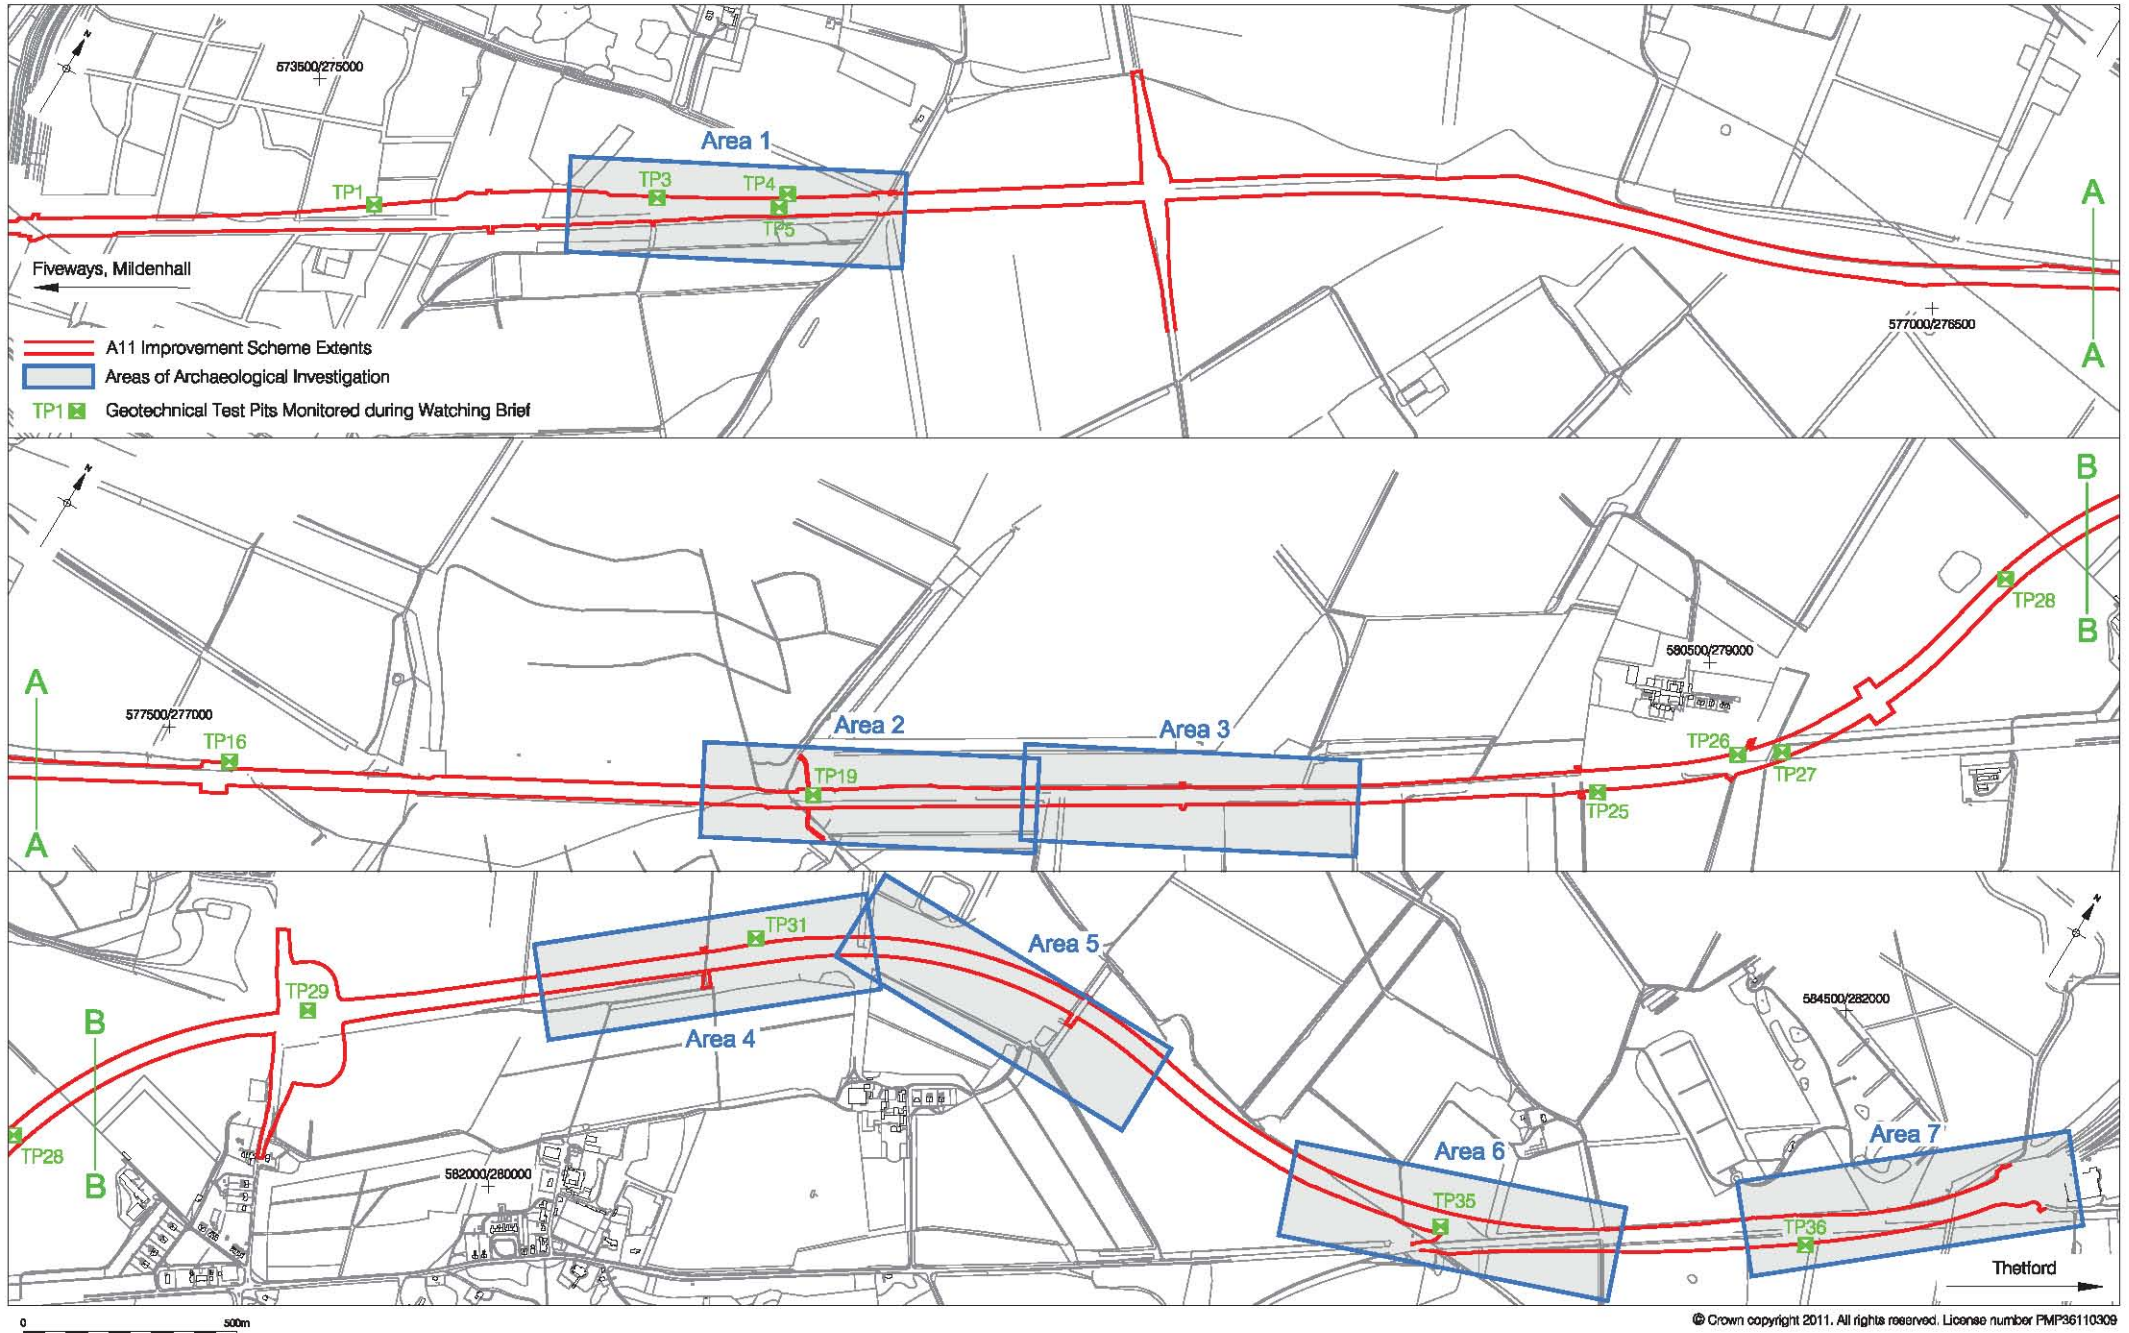 N
573500/275000
Area 1
TP1
TP3
TP4
TP5
A
Fiveways, Mildenhall
577000/276500
A11 Improvement Scheme Extents
A
Areas of Archaeological Investigation
TP1 Geotechnical Test Pits Monitored during Watching Brief
N
B
TP28
B
580500/279000
A
577500/277000
Area 2
Area 3
TP16
TP26
TP19
TP27
TP25
A
N
TP31
Area 5
TP29
584500/282000
B
Area 4
TP28
Area 7
Area 6
582000/280000
B
TP35
TP36
Thetford
0 500m
© Crown copyright 2011. All rights reserved. License number PMP36110309